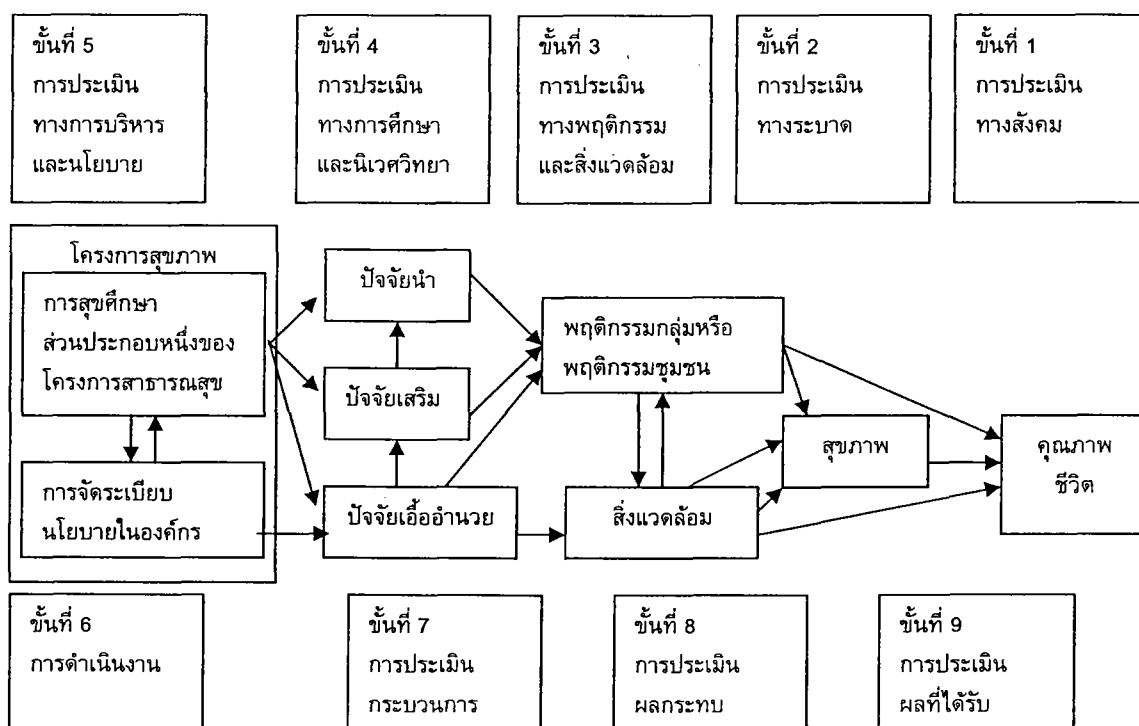 ขั้นที่ 5
การประเมิน
ทางการบริหาร
และนโยบาย
ขั้นที่ 4
การประเมิน
ทางการศึกษา
และนิเวศวิทยา
ขั้นที่ 3
การประเมิน
ทางพฤติกรรม
และสิ่งแวดล้อม
ขั้นที่ 2
การประเมิน
ทางระบาด
ขั้นที่ 1
การประเมิน
ทางสังคม
โครงการสุขภาพ
การสุขศึกษา
ส่วนประกอบหนึ่งของ
โครงการสาธารณสุข
การจัดระเบียบ
นโยบายในองค์กร
ปัจจัยนำ
ปัจจัยเสริม
ปัจจัยเอื้ออำนวย
พฤติกรรมกลุ่มหรือ
พฤติกรรมชุมชน
สิ่งแวดล้อม
สุขภาพ
คุณภาพ
ชีวิต
ขั้นที่ 6
การดำเนินงาน
ขั้นที่ 7
การประเมิน
กระบวนการ
ขั้นที่ 8
การประเมิน
ผลกระทบ
ขั้นที่ 9
การประเมิน
ผลที่ได้รับ